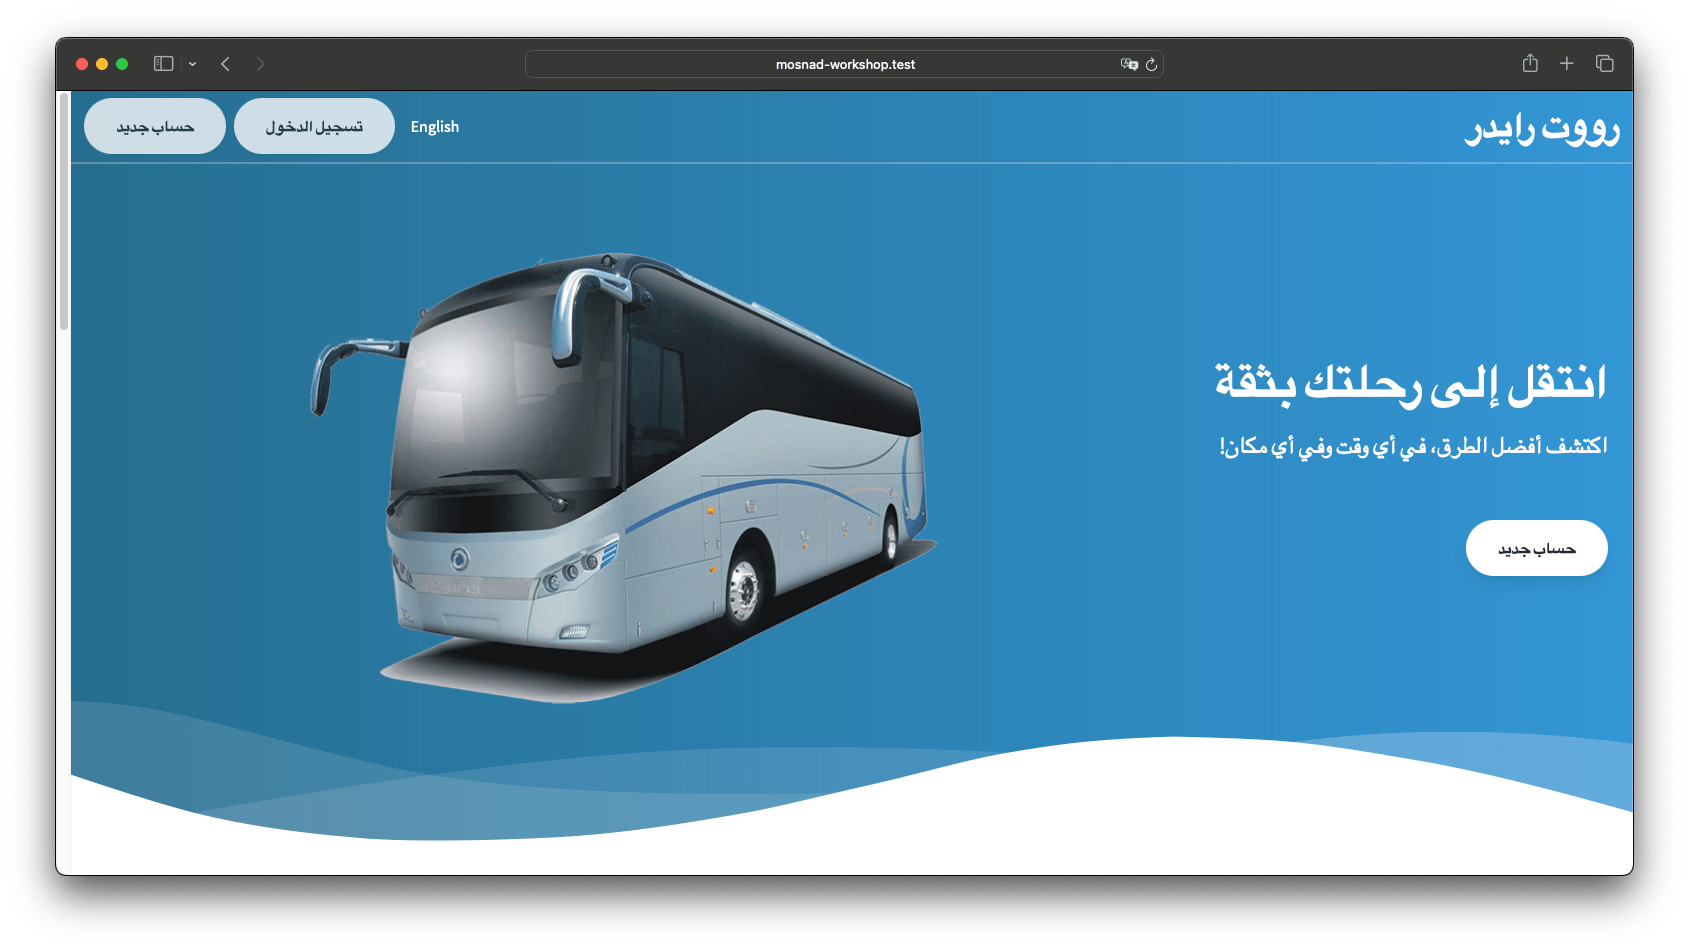 mosnad-workshop.test
رووت رايدر
English
تسجيل الدخول
حساب جديد
انتقل إلى رحلتك بثقة
اكتشف أفضل الطرق، في أي وقت وفي أي مكان!
حساب جديد